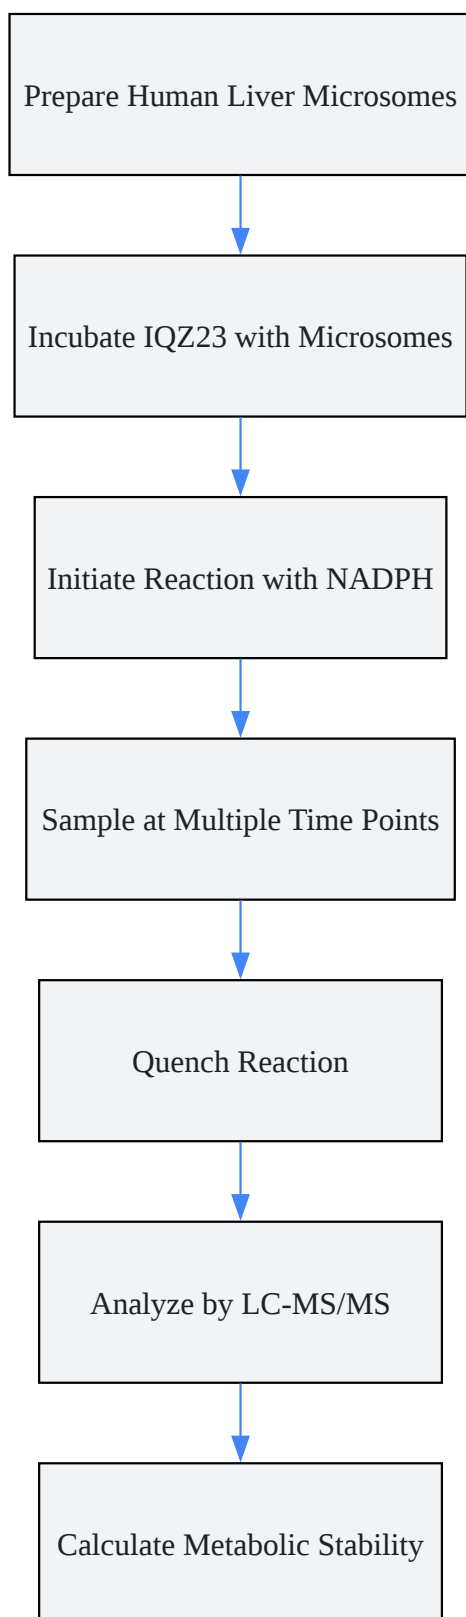 Prepare Human Liver Microsomes
Incubate IQZ23 with Microsomes
Initiate Reaction with NADPH
Sample at Multiple Time Points
Quench Reaction
Analyze by LC-MS/MS
Calculate Metabolic Stability